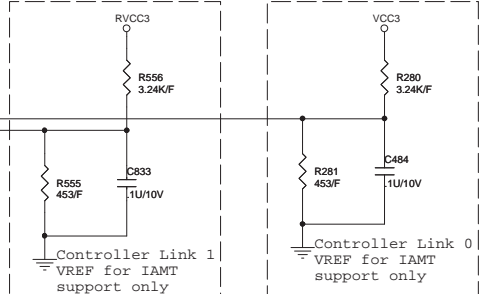 RVCC3
VCC3
R556
3.24K/F
R280
3.24K/F
R555
453/F
C833
.1U/10V
R281
453/F
C484
.1U/10V
Controller Link 1
VREF for IAMT
support only
Controller Link 0
VREF for IAMT
support only